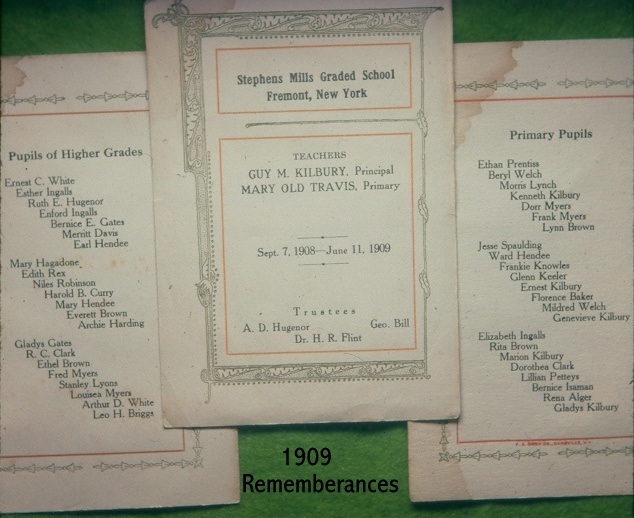 Pupils of Higher Grades
Ernest C. White
Esther Ingalls
Ruth E. Hugenor
Enford Ingalls
Bernice E. Gates
Merritt Davis
Earl Hendee
Mary Hagadone
Edith Rex
Niles Robinson
Harold B. Curry
Mary Hendee
Everett Brown
Archie Harding
Gladys Gates
R. C. Clark
Ethel Brown
Fred Myers
Stanley Lyons
Louisea Myers
Arthur D. White
Leo H. Briggs
Stephens Mills Graded School
Fremont, New York
TEACHERS
GUY M. KILBURY, Principal
MARY OLD TRAVIS, Primary
Sept. 7, 1908—June 11, 1909
Trustees
A. D. Hugenor Geo. Bill
Dr. H. R. Flint
Primary Pupils
Ethan Prentiss
Beryl Welch
Morris Lynch
Kenneth Kilbury
Dorr Myers
Frank Myers
Lynn Brown
Jesse Spaulding
Ward Hendee
Frankie Knowles
Glenn Keeler
Ernest Kilbury
Florence Baker
Mildred Welch
Genevieve Kilbury
Elizabeth Ingalls
Rita Brown
Marion Kilbury
Dorothea Clark
Lillian Petteys
Bernice Isaman
Rena Alger
Gladys Kilbury
1909
Rememberances